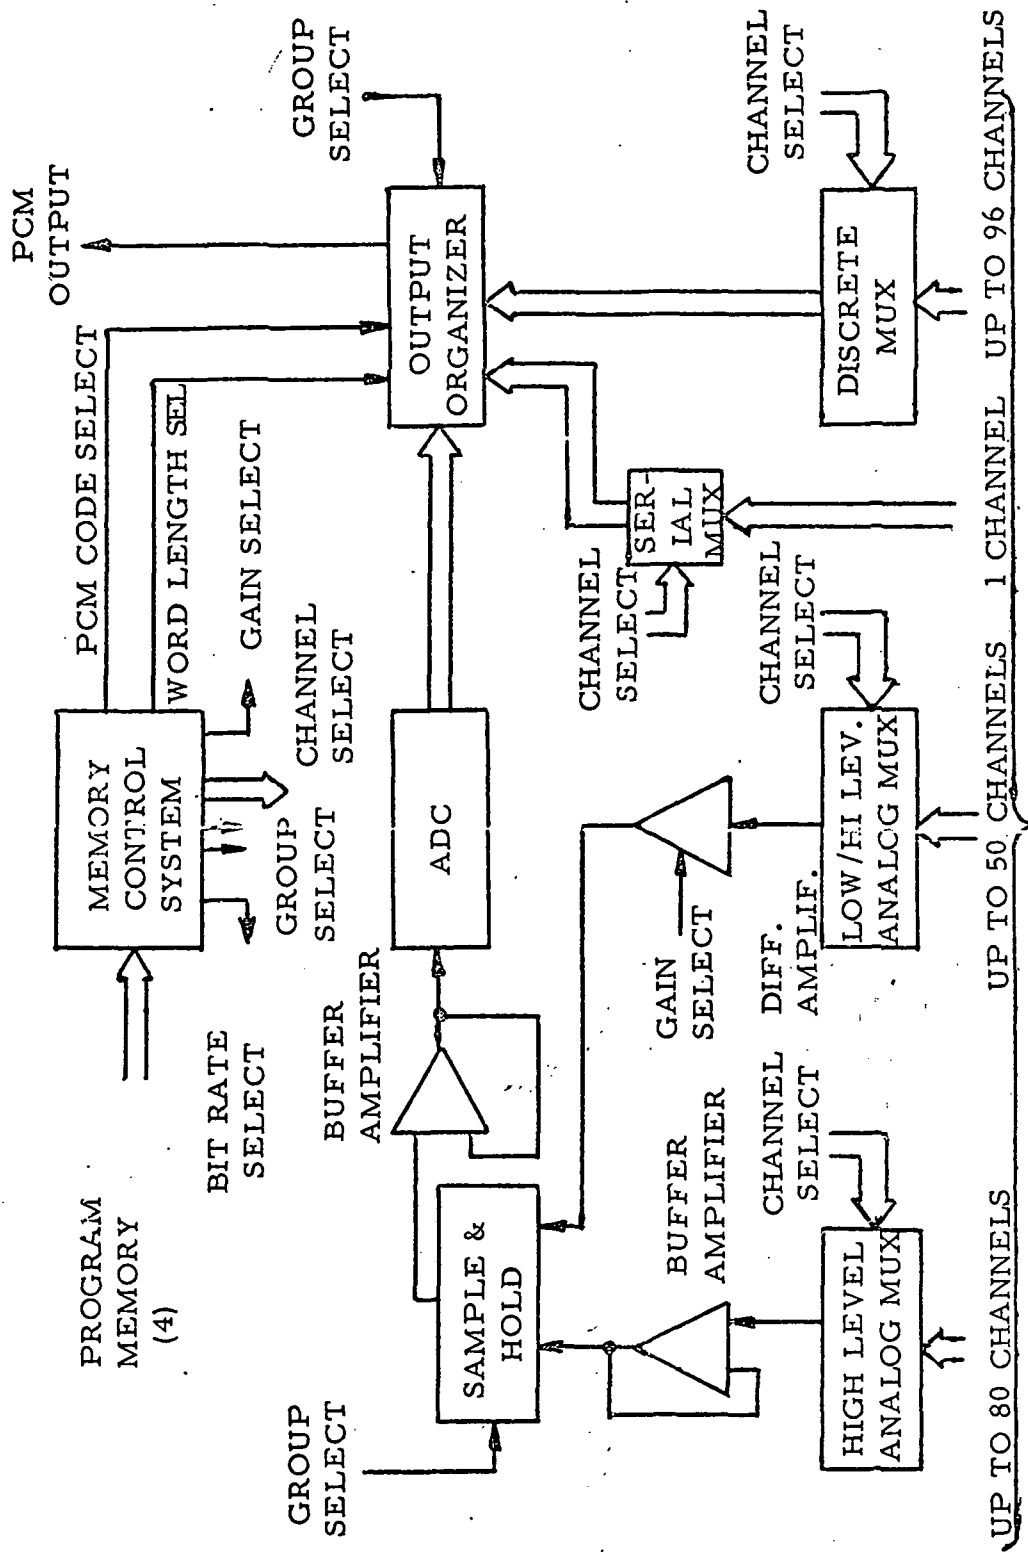 PROGRAM
MEMORY
(4)
MEMORY
CONTROL
SYSTEM
PCM CODE SELECT
WORD LENGTH SEL
GAIN SELECT
CHANNEL
SELECT
GROUP
SELECT
BIT RATE
SELECT
PCM
OUTPUT
GROUP
SELECT
GROUP
SELECT
SAMPLE &
HOLD
BUFFER
AMPLIFIER
ADC
OUTPUT
ORGANIZER
BUFFER
AMPLIFIER
GAIN
SELECT
DIFF.
AMPLIF.
CHANNEL
SELECT
SER-
IAL
MUX
CHANNEL
SELECT
HIGH LEVEL
ANALOG MUX
CHANNEL
SELECT
LOW/HI LEV.
ANALOG MUX
DISCRETE
MUX
CHANNEL
SELECT
UP TO 80 CHANNELS
UP TO 50 CHANNELS
1 CHANNEL
UP TO 96 CHANNELS